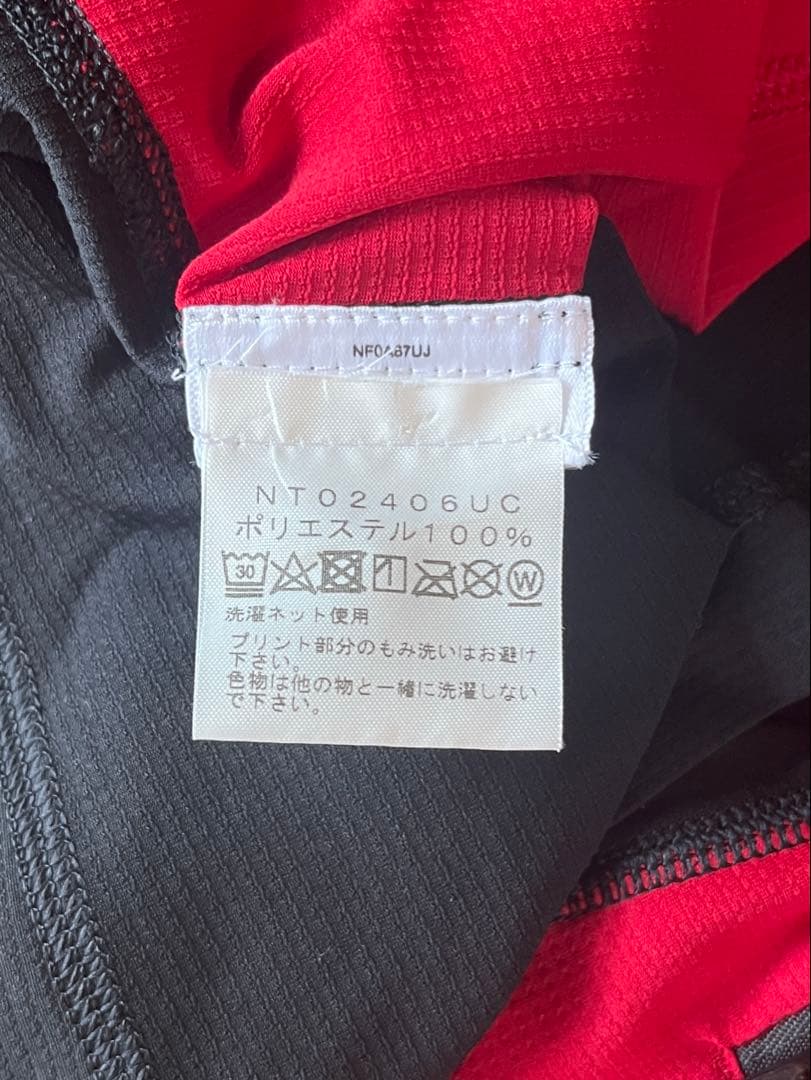 NF0A87UJ
NT02406UC
ポリエステル100%
30
W
洗濯ネット使用
プリント部分のもみ洗いはお避け
下さい。
色物は他の物と一緒に洗濯しない
で下さい。